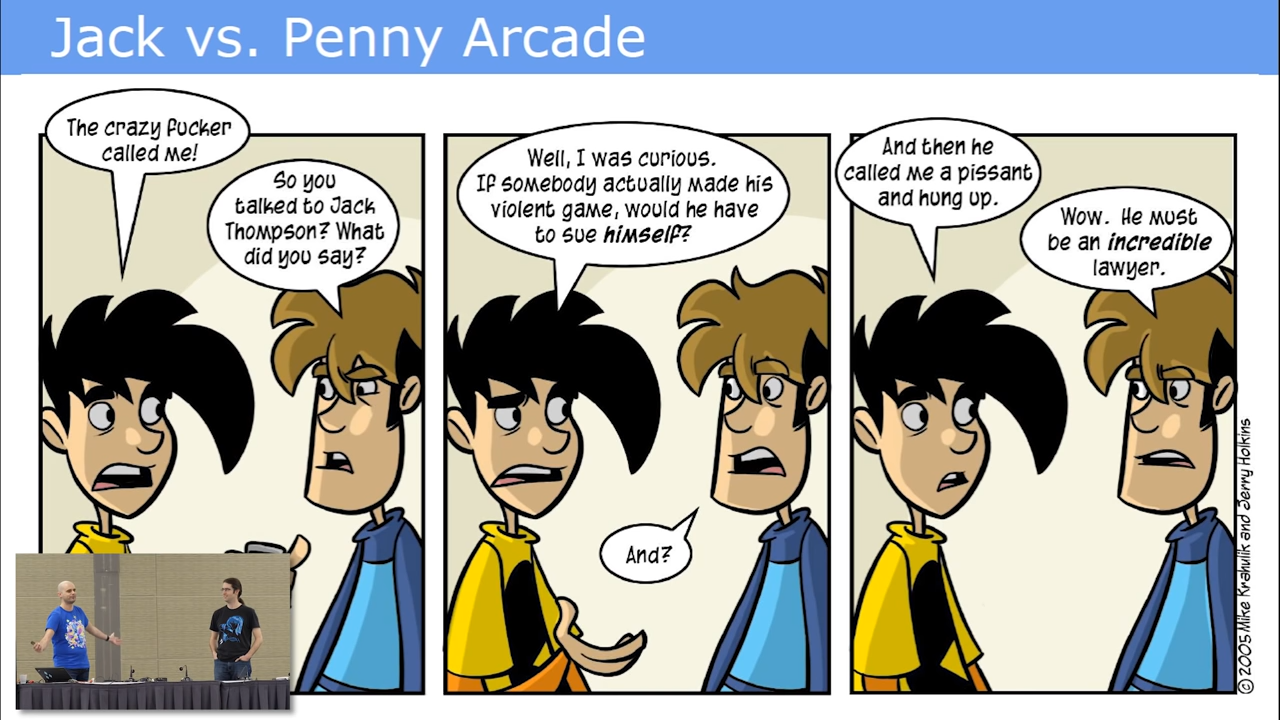 Jack vs. Penny Arcade
The crazy fucker
called me!
So you
talked to Jack
Thompson? What
did you say?
Well, I was curious.
If somebody actually made his
violent game, would he have
to sue himself?
And?
And then he
called me a pissant
and hung up.
Wow. He must
be an incredible
lawyer.
© 2005 Mike Krahulik and Jerry Holkins